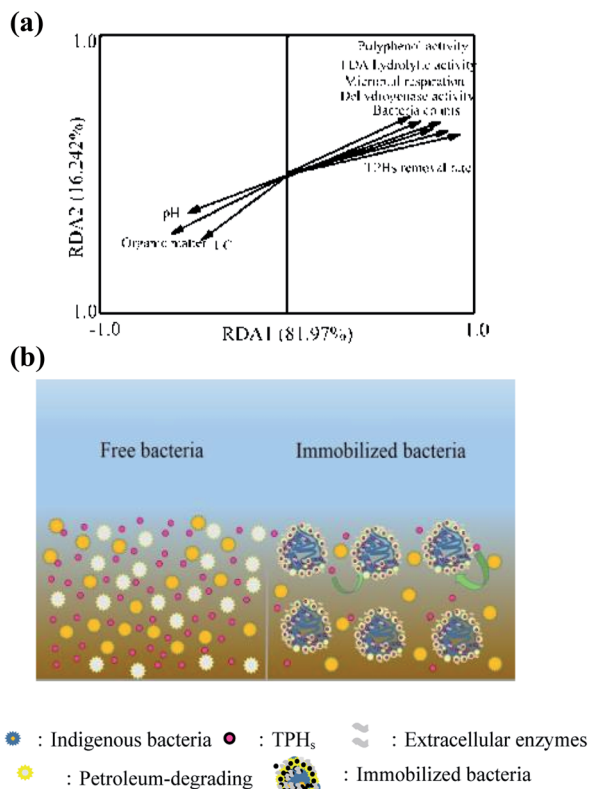 (a)
1.0
Polyphenol activity
FDA hydrolytic activity
Microbial respiration
Dehydrogenase activity
Bacteria counts
TPHs removal rate
pH
Organic matter
RDA2 (16.242%)
1.0
-1.0
RDA1 (81.97%)
1.0
(b)
Free bacteria
Immobilized bacteria
: Indigenous bacteria
: TPHs
: Extracellular enzymes
: Petroleum-degrading
: Immobilized bacteria